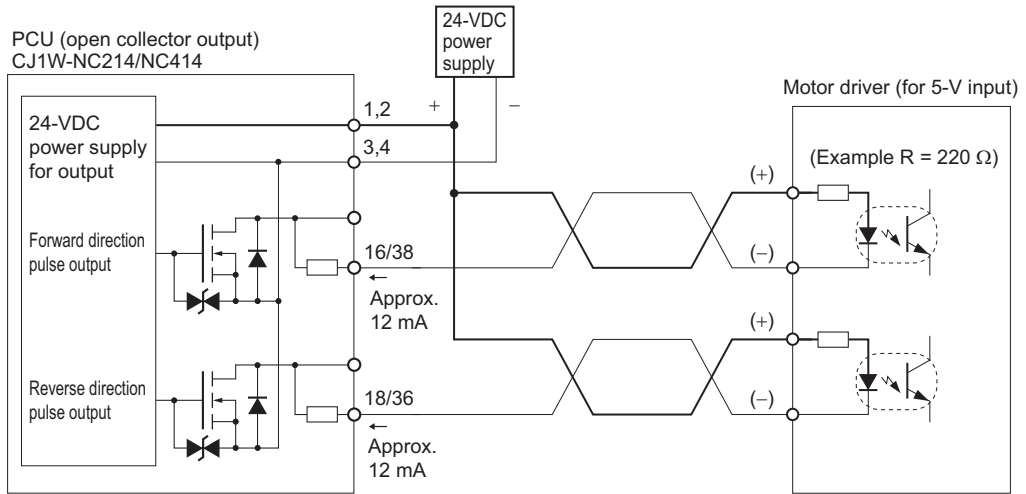 24-VDC
power
supply
PCU (open collector output)
CJ1W-NC214/NC414
Motor driver (for 5-V input)
+
−
1,2
24-VDC
power supply
for output
3,4
(Example R = 220 Ω)
(+)
Forward direction
pulse output
16/38
(−)
Approx.
12 mA
(+)
Reverse direction
pulse output
18/36
(−)
Approx.
12 mA